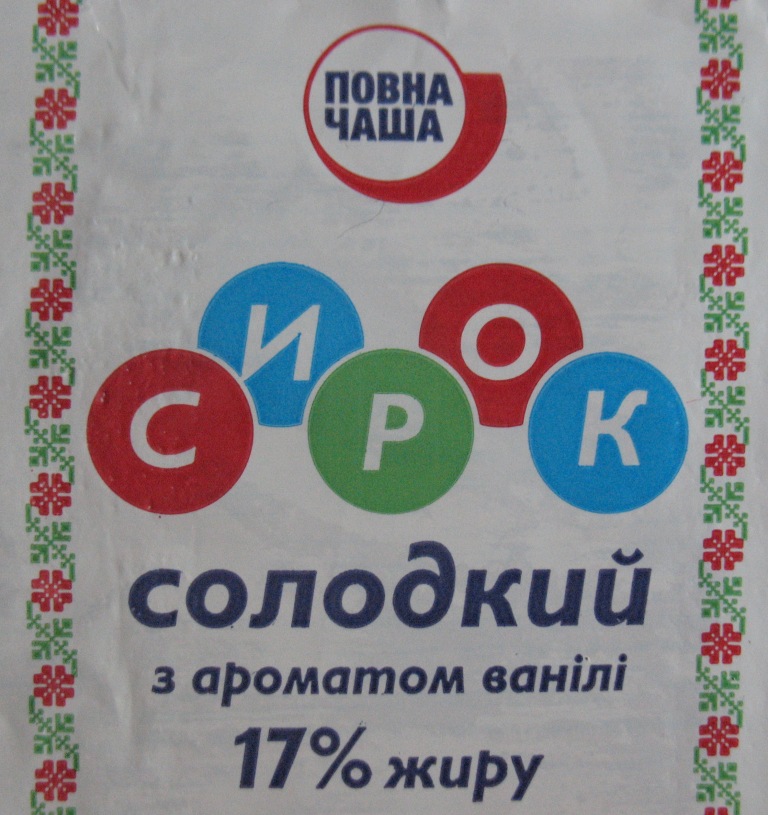 ПОВНА
ЧАША
СИРОК
солодкий
з ароматом ванілі
17% жиру